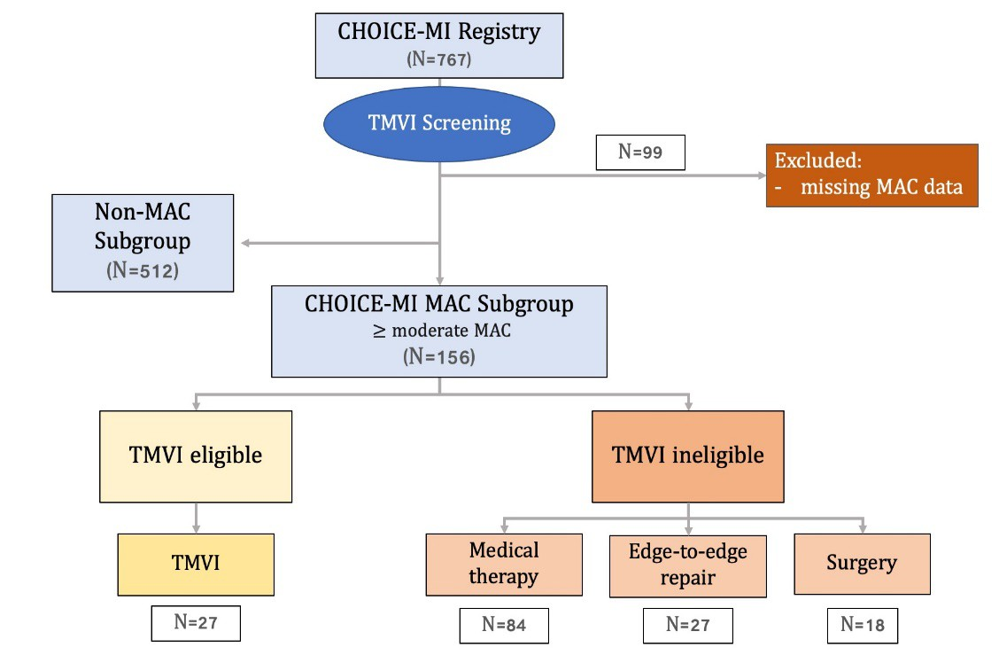 CHOICE-MI Registry
(N=767)
TMVI Screening
N=99
Excluded:
- missing MAC data
Non-MAC
Subgroup
(N=512)
CHOICE-MI MAC Subgroup
≥ moderate MAC
(N=156)
TMVI eligible
TMVI ineligible
TMVI
Medical
therapy
Edge-to-edge
repair
Surgery
N=27
N=84
N=27
N=18